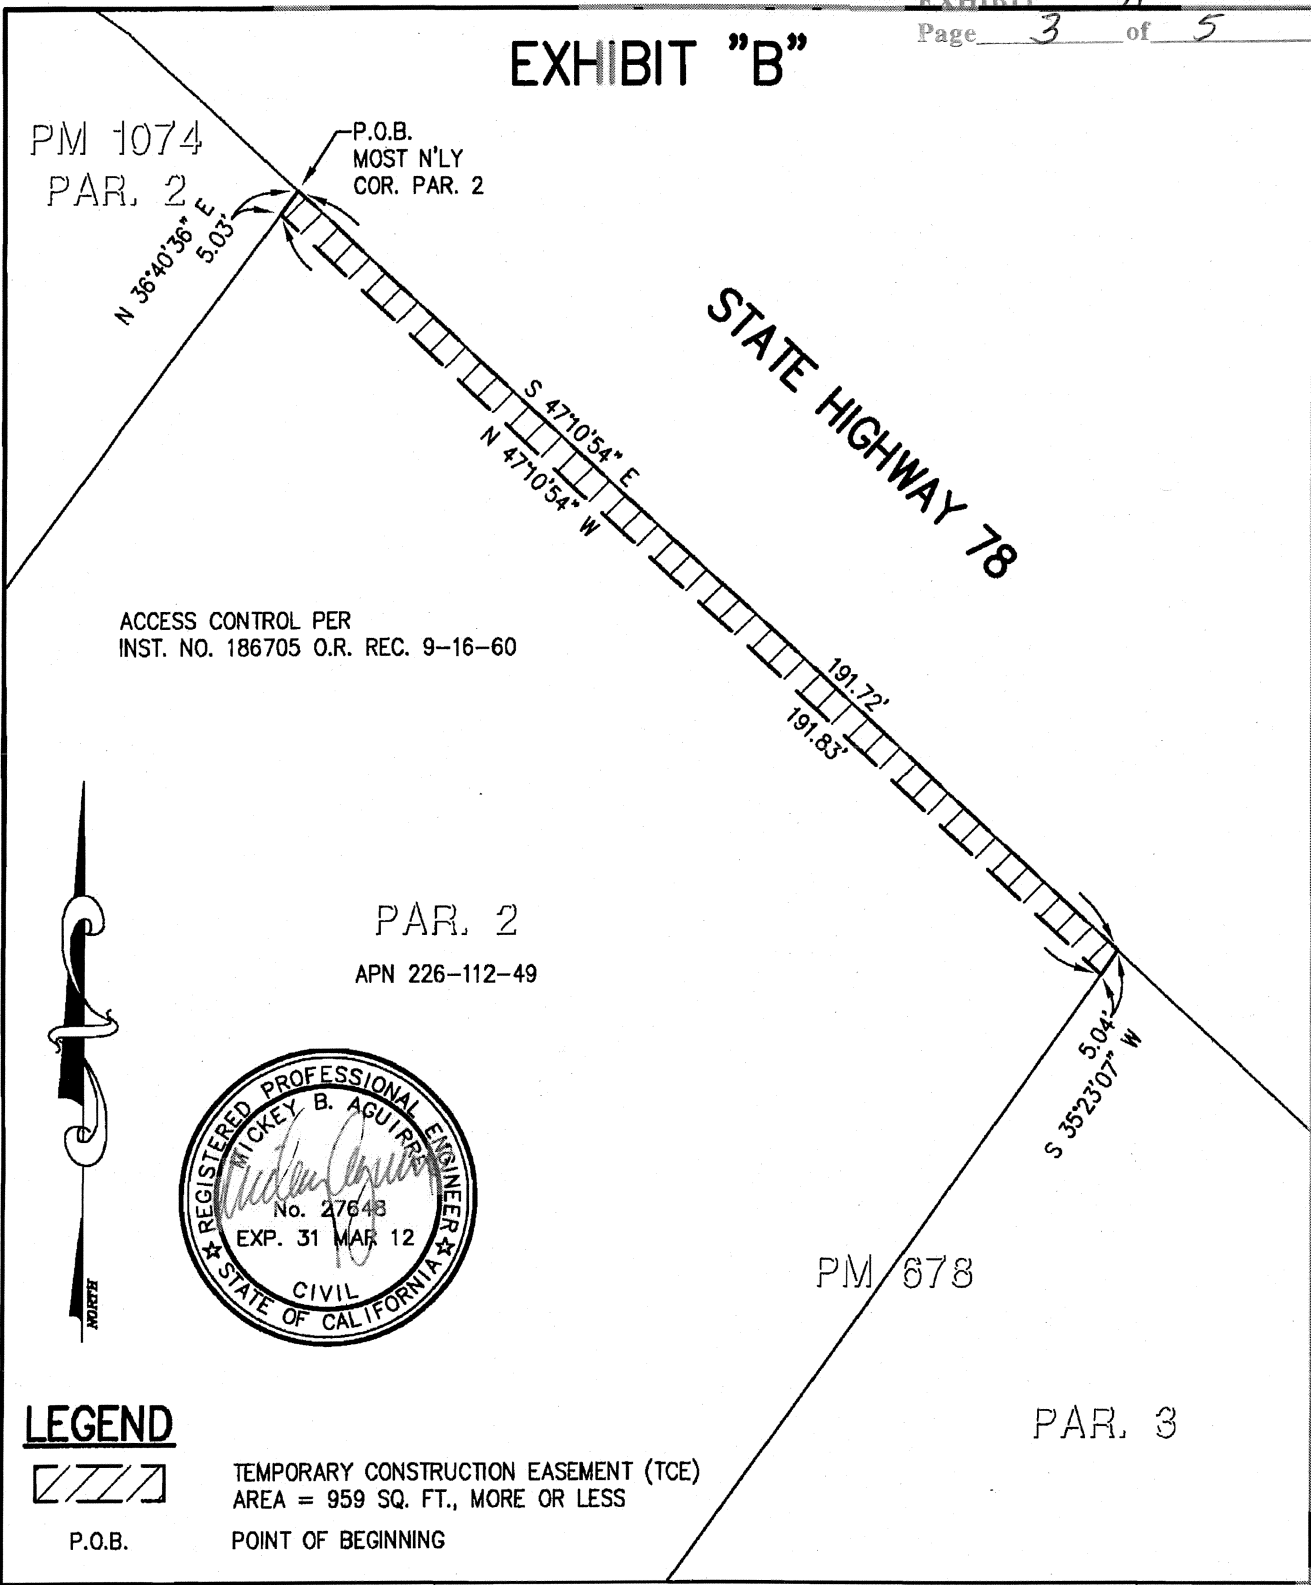 Page 3 of 5
EXHIBIT "B"
PM 1074
PAR. 2
P.O.B.
MOST N'LY
COR. PAR. 2
N 36°40'36" E
5.03'
STATE HIGHWAY 78
S 47°10'54" E
N 47°10'54" W
ACCESS CONTROL PER
INST. NO. 186705 O.R. REC. 9-16-60
191.72'
191.83'
PAR. 2
APN 226-112-49
5.04'
S 35°23'07" W
REGISTERED PROFESSIONAL ENGINEER
MICKEY B. AGUIRRE
No. 27648
EXP. 31 MAR 12
CIVIL
STATE OF CALIFORNIA
NORTH
PM 678
PAR. 3
LEGEND
TEMPORARY CONSTRUCTION EASEMENT (TCE)
AREA = 959 SQ. FT., MORE OR LESS
P.O.B. POINT OF BEGINNING